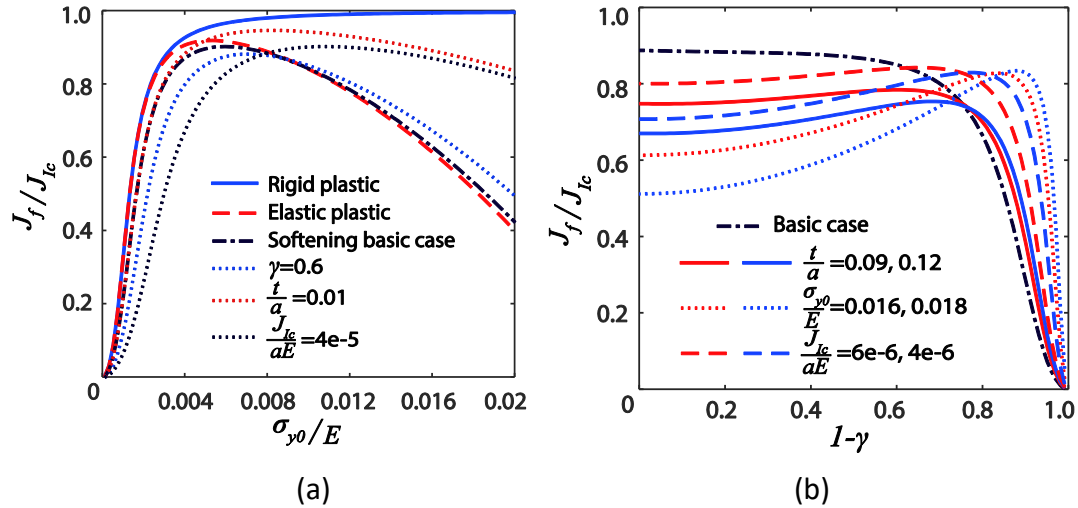 1.0
0.8
0.6
0.4
0.2
0
0.004
0.008
0.012
0.016
0.02
J_f/J_Ic
σ_y0/E
Rigid plastic
Elastic plastic
Softening basic case
γ=0.6
t/a=0.01
J_Ic/aE=4e-5
(a)
1.0
0.8
0.6
0.4
0.2
0
0.2
0.4
0.6
0.8
1.0
J_f/J_Ic
1-γ
Basic case
t/a=0.09, 0.12
σ_y0/E=0.016, 0.018
J_Ic/aE=6e-6, 4e-6
(b)